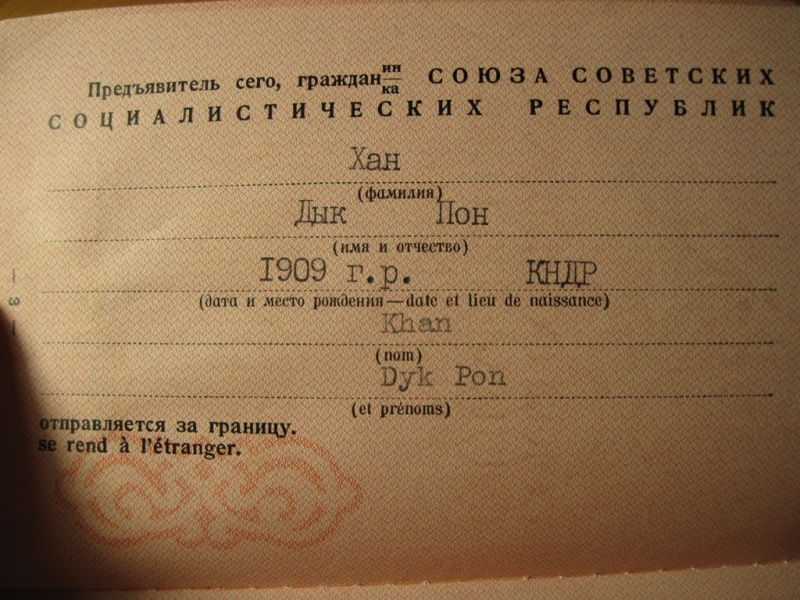 Предъявитель сего, граждан ин/ка СОЮЗА СОВЕТСКИХ
СОЦИАЛИСТИЧЕСКИХ РЕСПУБЛИК
Хан
(фамилия)
Дык Пон
(имя и отчество)
1909 г.р. КНДР
(дата и место рождения—date et lieu de naissance)
Khan
(nom)
Dyk Pon
(et prénoms)
отправляется за границу.
se rend à l'étranger.
— 3 —